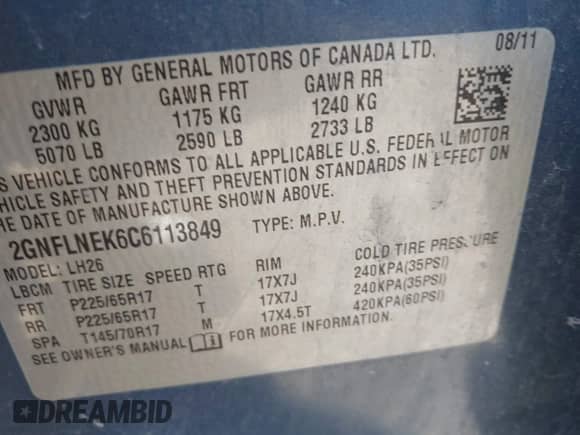 MFD BY GENERAL MOTORS OF CANADA LTD. 08/11
GVWR GAWR FRT GAWR RR
2300 KG 1175 KG 1240 KG
5070 LB 2590 LB 2733 LB
S VEHICLE CONFORMS TO ALL APPLICABLE U.S. FEDERAL MOTOR
VEHICLE SAFETY AND THEFT PREVENTION STANDARDS IN EFFECT ON
THE DATE OF MANUFACTURE SHOWN ABOVE.
2GNFLNEK6C6113849 TYPE: M.P.V.
MODEL: LH26
LBCM TIRE SIZE SPEED RTG RIM COLD TIRE PRESSURE
FRT P225/65R17 T 17X7J 240KPA(35PSI)
RR P225/65R17 T 17X7J 240KPA(35PSI)
SPA T145/70R17 M 17X4.5T 420KPA(60PSI)
SEE OWNER'S MANUAL FOR MORE INFORMATION.
DREAMBID